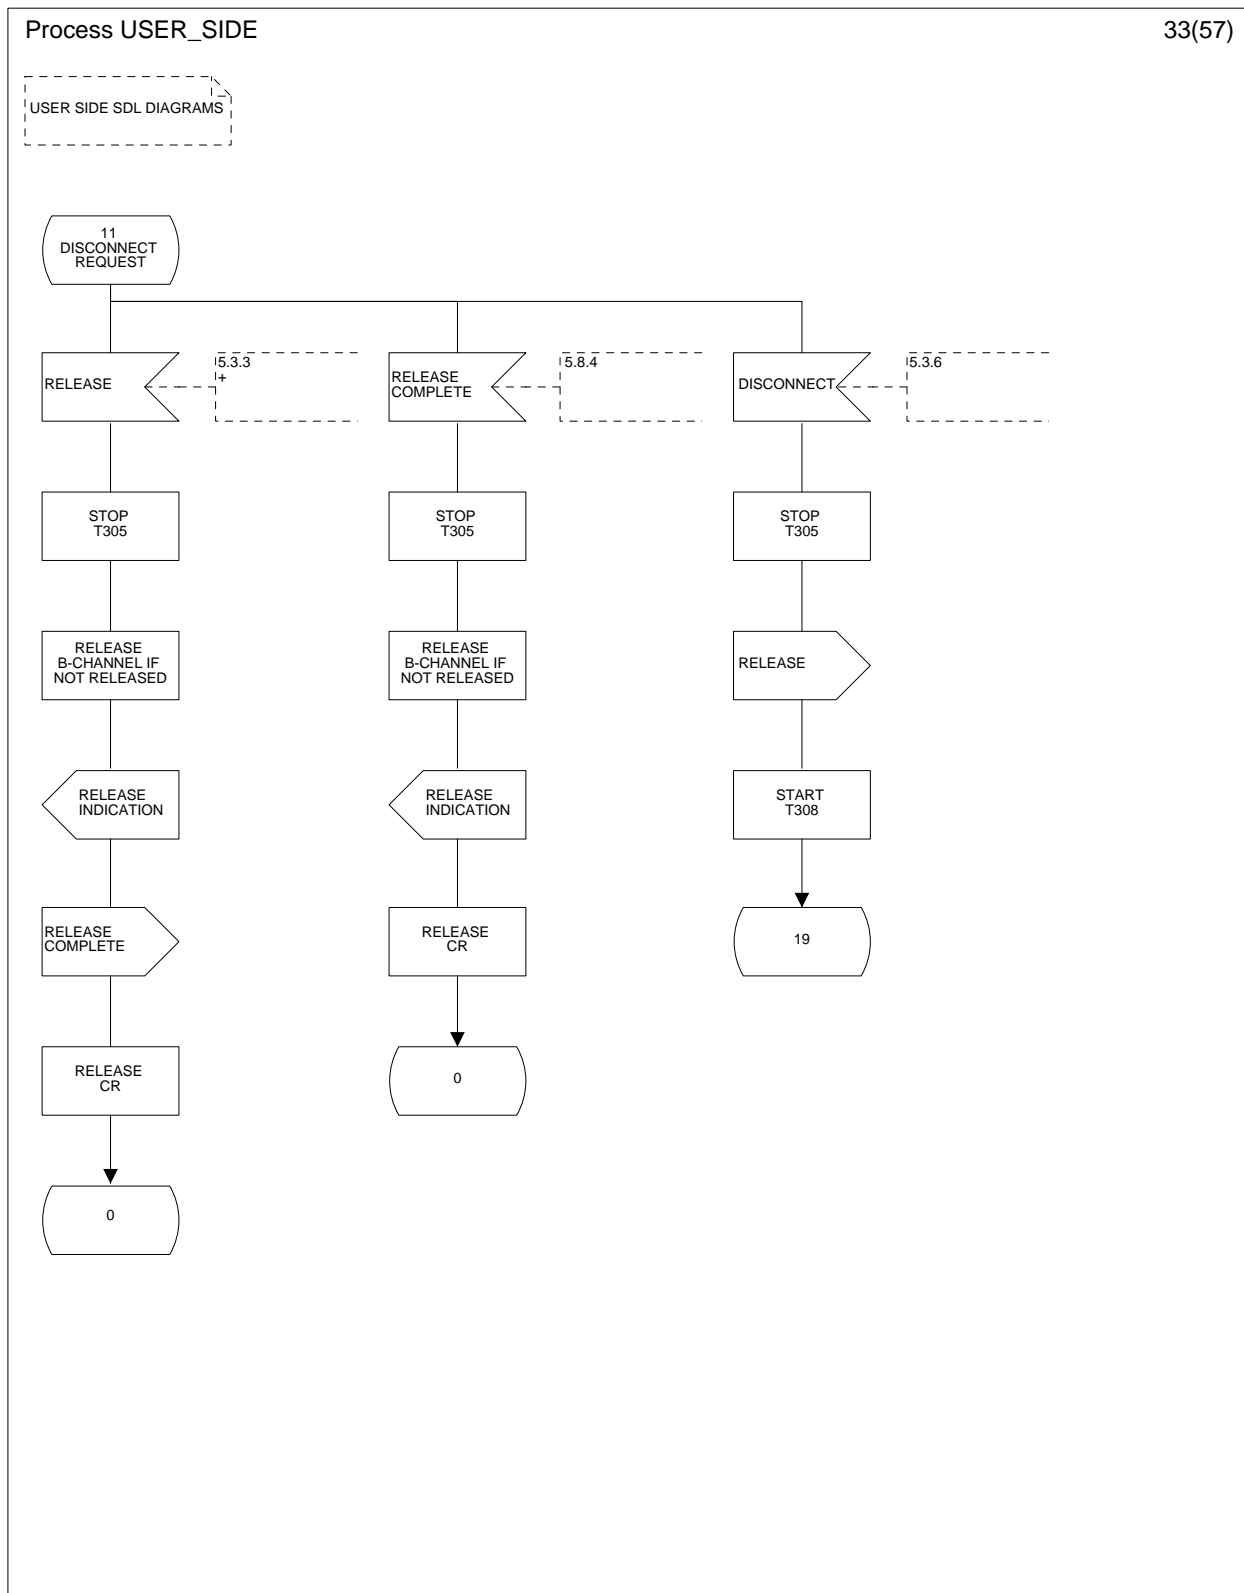 Process USER_SIDE
33(57)
USER SIDE SDL DIAGRAMS
11
DISCONNECT
REQUEST
RELEASE
5.3.3
+
RELEASE
COMPLETE
5.8.4
DISCONNECT
5.3.6
STOP
T305
STOP
T305
STOP
T305
RELEASE
B-CHANNEL IF
NOT RELEASED
RELEASE
B-CHANNEL IF
NOT RELEASED
RELEASE
RELEASE
INDICATION
RELEASE
INDICATION
START
T308
RELEASE
COMPLETE
RELEASE
CR
19
RELEASE
CR
0
0